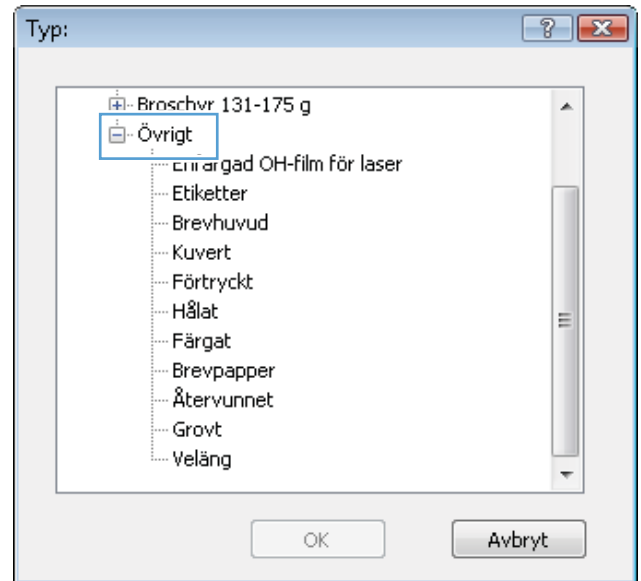 Typ:
Broschyr 131-175 g
Övrigt
Enfärgad OH-film för laser
Etiketter
Brevhuvud
Kuvert
Förtryckt
Hålat
Färgat
Brevpapper
Återvunnet
Grovt
Veläng
OK
Avbryt